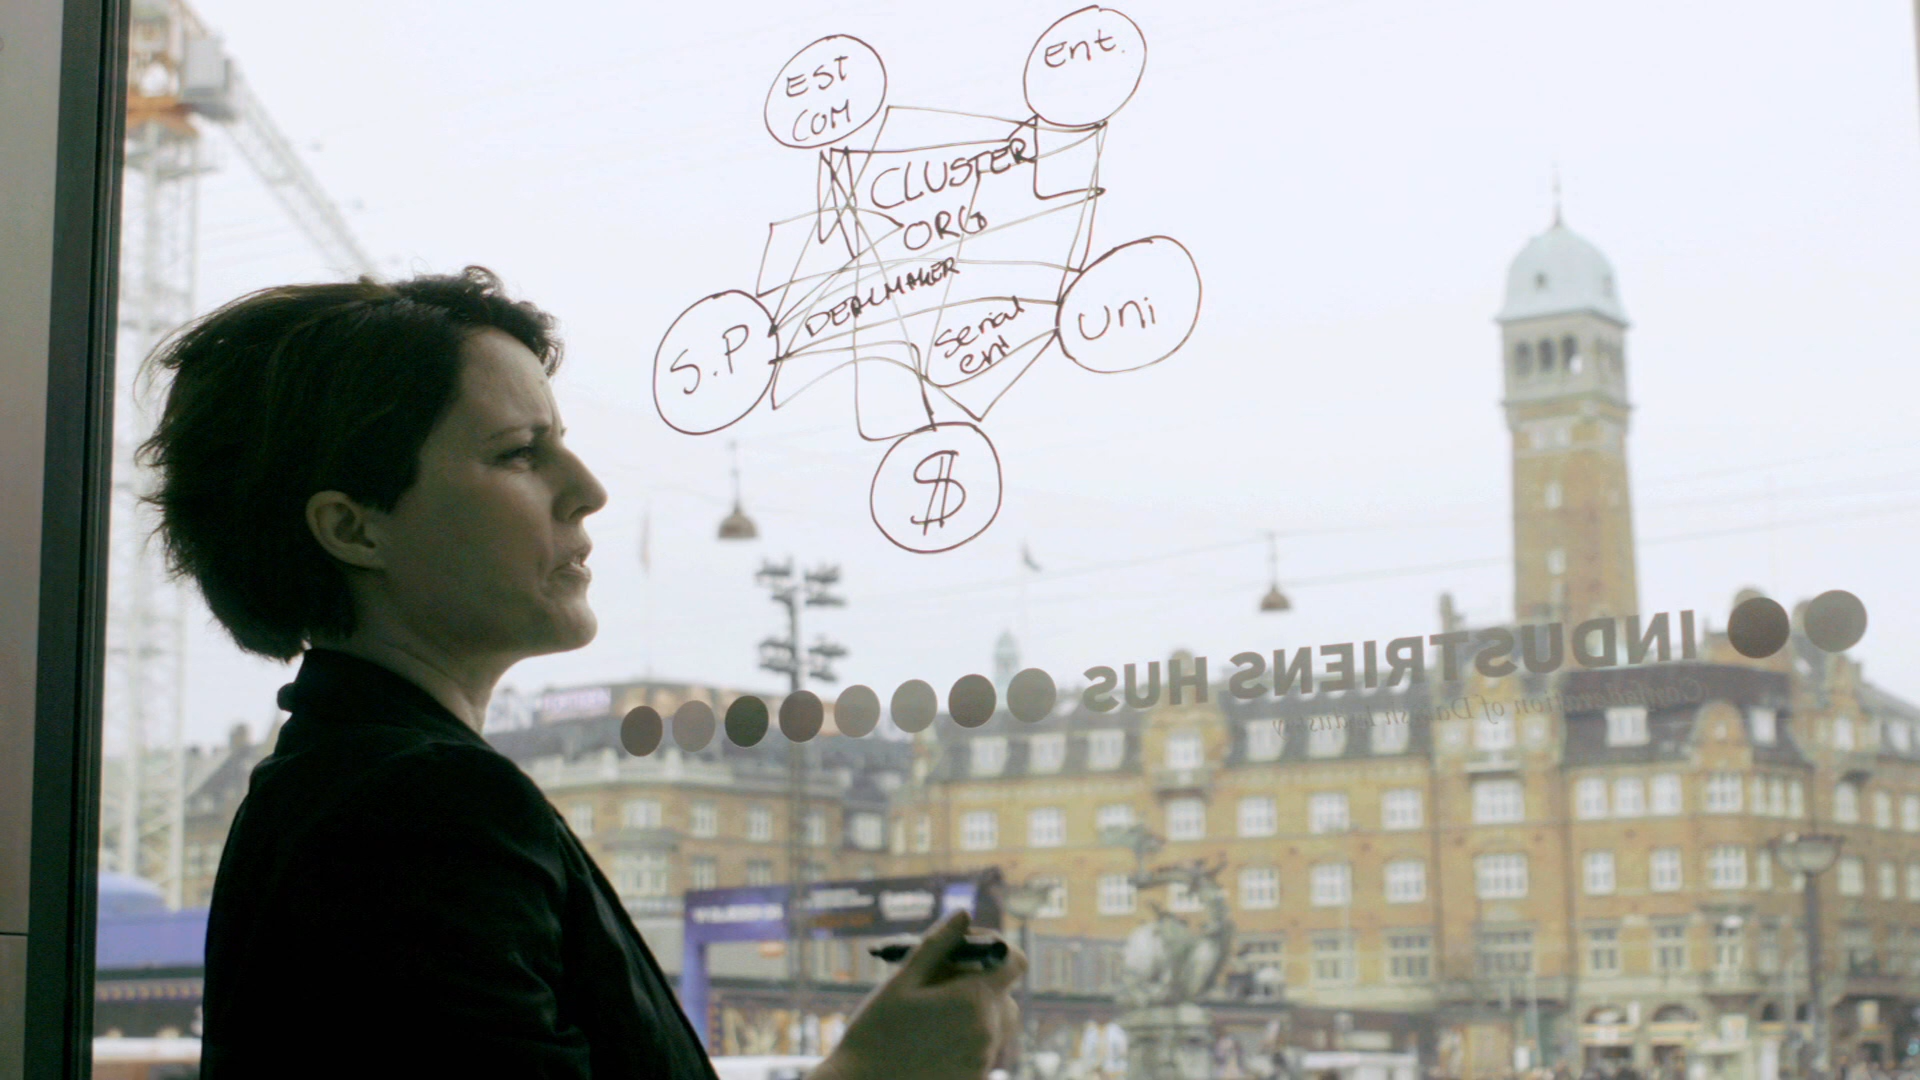 EST
COM
ent.
CLUSTER
ORG
DEALMAKER
serial
ent
S.P
uni
$
INDUSTRIENS HUS
Confederation of Danish Industry